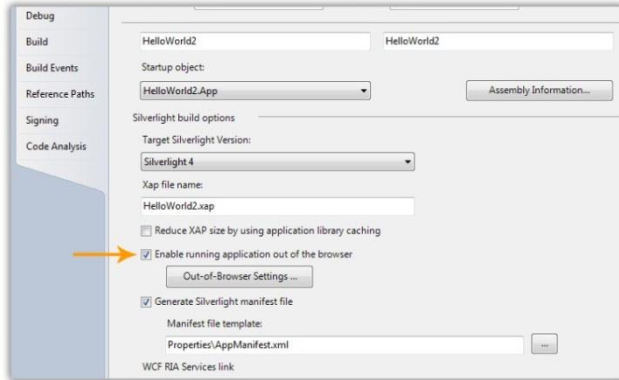 Debug
Build
Build Events
Reference Paths
Signing
Code Analysis
HelloWorld2 HelloWorld2
Startup object:
HelloWorld2.App Assembly Information...
Silverlight build options
Target Silverlight Version:
Silverlight 4
Xap file name:
HelloWorld2.xap
Reduce XAP size by using application library caching
Enable running application out of the browser
Out-of-Browser Settings ...
Generate Silverlight manifest file
Manifest file template:
Properties\AppManifest.xml ...
WCF RIA Services link